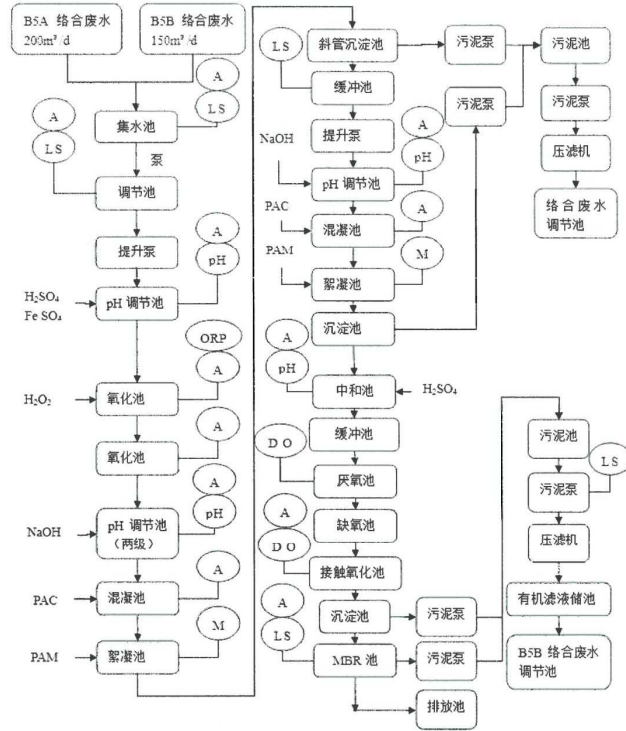 B5A 络合废水
200m³/d
B5B 络合废水
150m³/d
A
LS
集水池
A
LS
泵
调节池
提升泵
A
pH
H₂SO₄
Fe SO₄
pH 调节池
ORP
A
H₂O₂
氧化池
A
氧化池
A
pH
NaOH
pH 调节池
（两级）
A
PAC
混凝池
M
PAM
絮凝池
LS
斜管沉淀池
污泥泵
污泥池
缓冲池
污泥泵
污泥泵
提升泵
A
pH
NaOH
pH 调节池
压滤机
络合废水
调节池
PAC
混凝池
A
PAM
絮凝池
M
沉淀池
A
pH
中和池
H₂SO₄
缓冲池
D O
厌氧池
A
缺氧池
D O
接触氧化池
A
LS
沉淀池
污泥泵
MBR 池
污泥泵
排放池
污泥池
LS
污泥泵
压滤机
有机滤液储池
B5B 络合废水
调节池